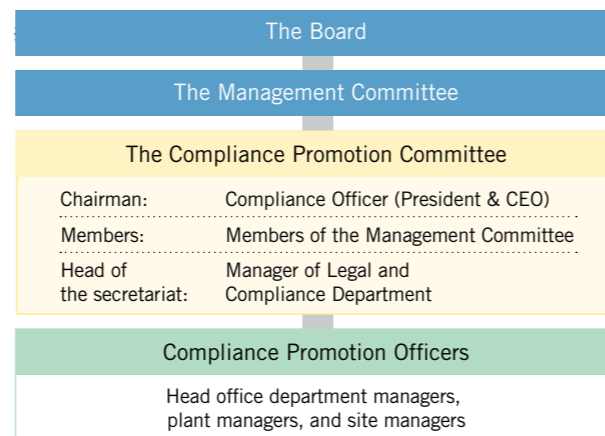 The Board
The Management Committee
The Compliance Promotion Committee
Chairman: Compliance Officer (President & CEO)
Members: Members of the Management Committee
Head of Manager of Legal and
the secretariat: Compliance Department
Compliance Promotion Officers
Head office department managers,
plant managers, and site managers